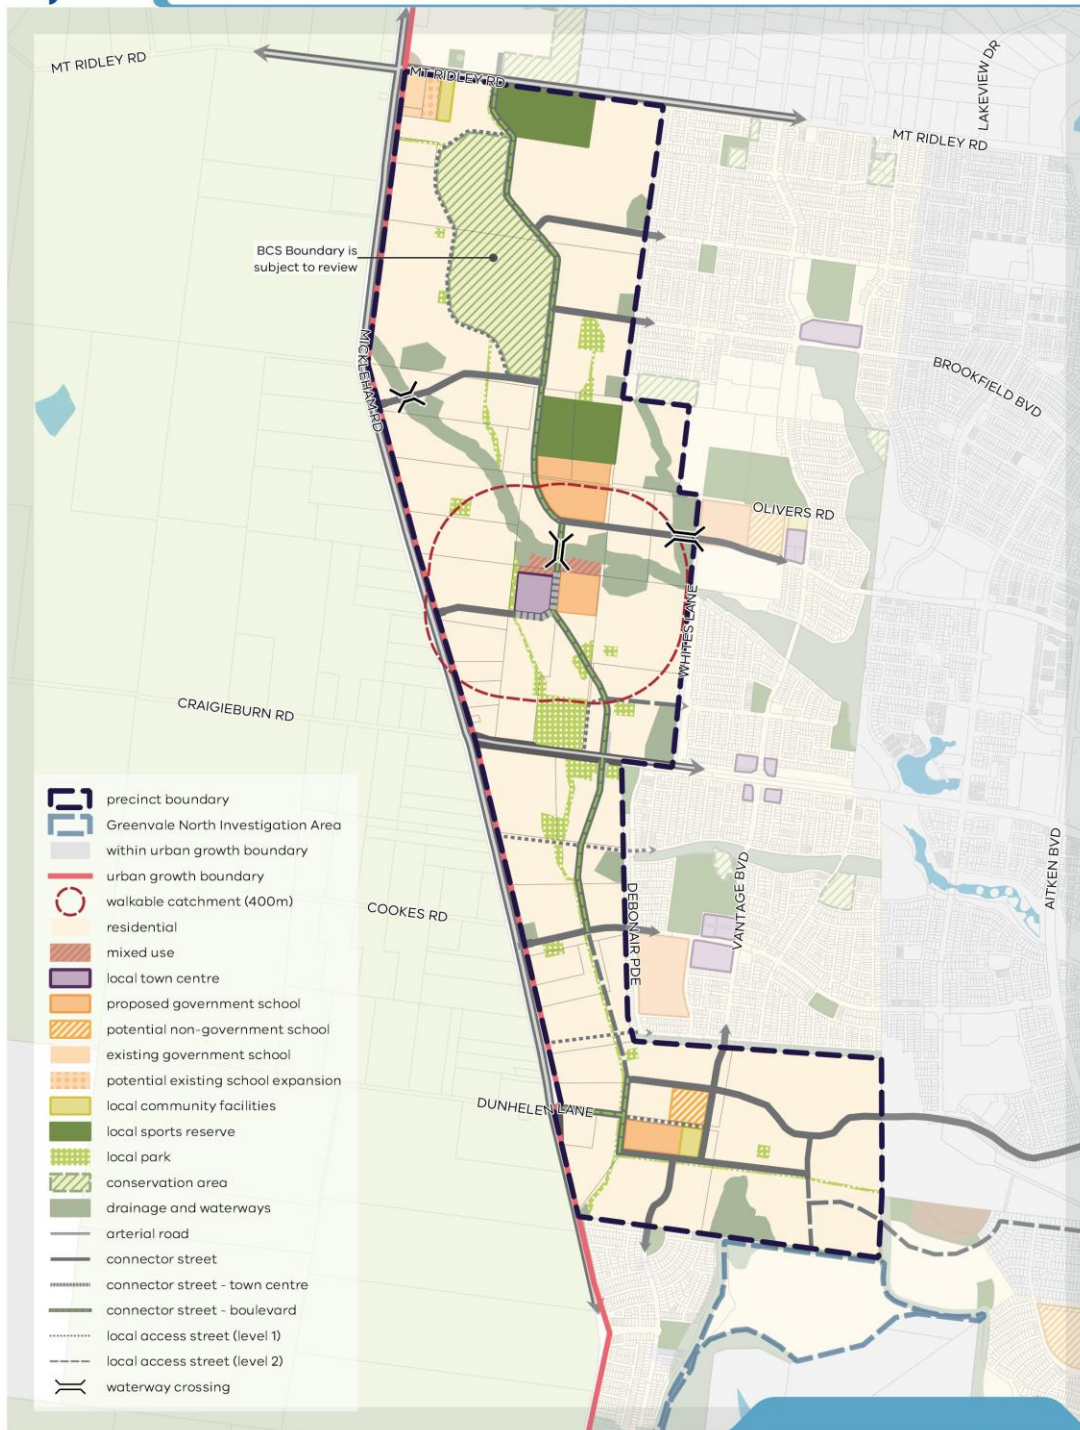 MT RIDLEY RD
MT RIDLEY RD
LAKEVIEW DR
MT RIDLEY RD
BCS Boundary is
subject to review
MICKLEHAM RD
BROOKFIELD BVD
OLIVERS RD
WHITES LANE
CRAIGIEBURN RD
AITKEN BVD
VANTAGE BVD
DEBONAIR PDE
COOKES RD
DUNHELEN LANE
precinct boundary
Greenvale North Investigation Area
within urban growth boundary
urban growth boundary
walkable catchment (400m)
residential
mixed use
local town centre
proposed government school
potential non-government school
existing government school
potential existing school expansion
local community facilities
local sports reserve
local park
conservation area
drainage and waterways
arterial road
connector street
connector street - town centre
connector street - boulevard
local access street (level 1)
local access street (level 2)
waterway crossing